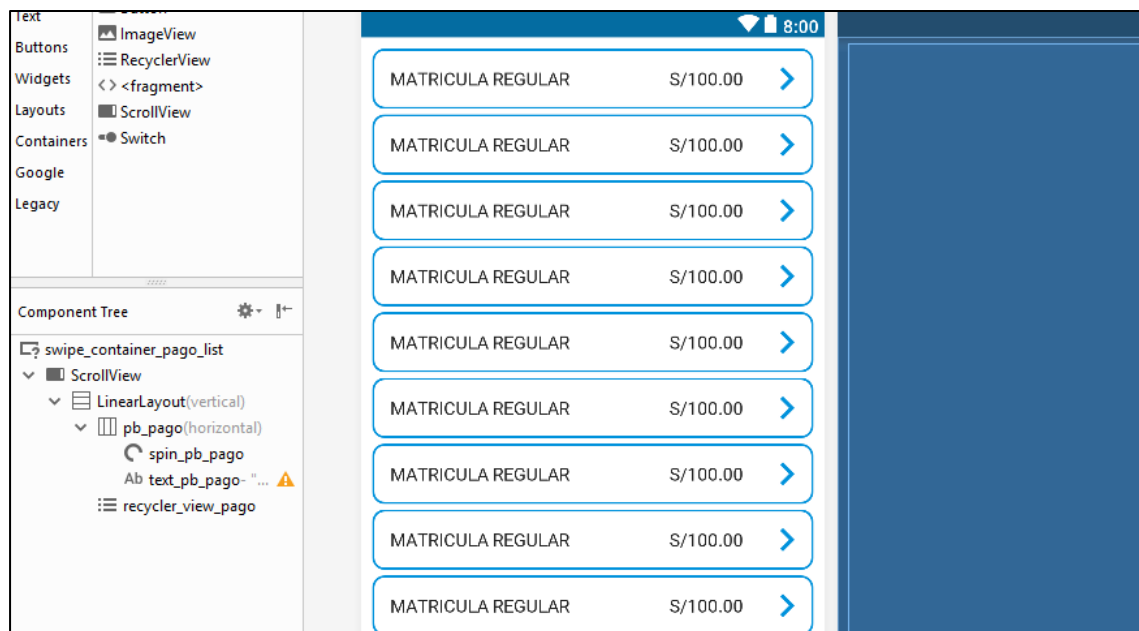 Text
Buttons
Widgets
Layouts
Containers
Google
Legacy
ImageView
RecyclerView
<fragment>
ScrollView
Switch
Component Tree
swipe_container_pago_list
ScrollView
LinearLayout(vertical)
pb_pago(horizontal)
spin_pb_pago
Ab text_pb_pago- "...
recycler_view_pago
8:00
MATRICULA REGULAR S/100.00
MATRICULA REGULAR S/100.00
MATRICULA REGULAR S/100.00
MATRICULA REGULAR S/100.00
MATRICULA REGULAR S/100.00
MATRICULA REGULAR S/100.00
MATRICULA REGULAR S/100.00
MATRICULA REGULAR S/100.00
MATRICULA REGULAR S/100.00